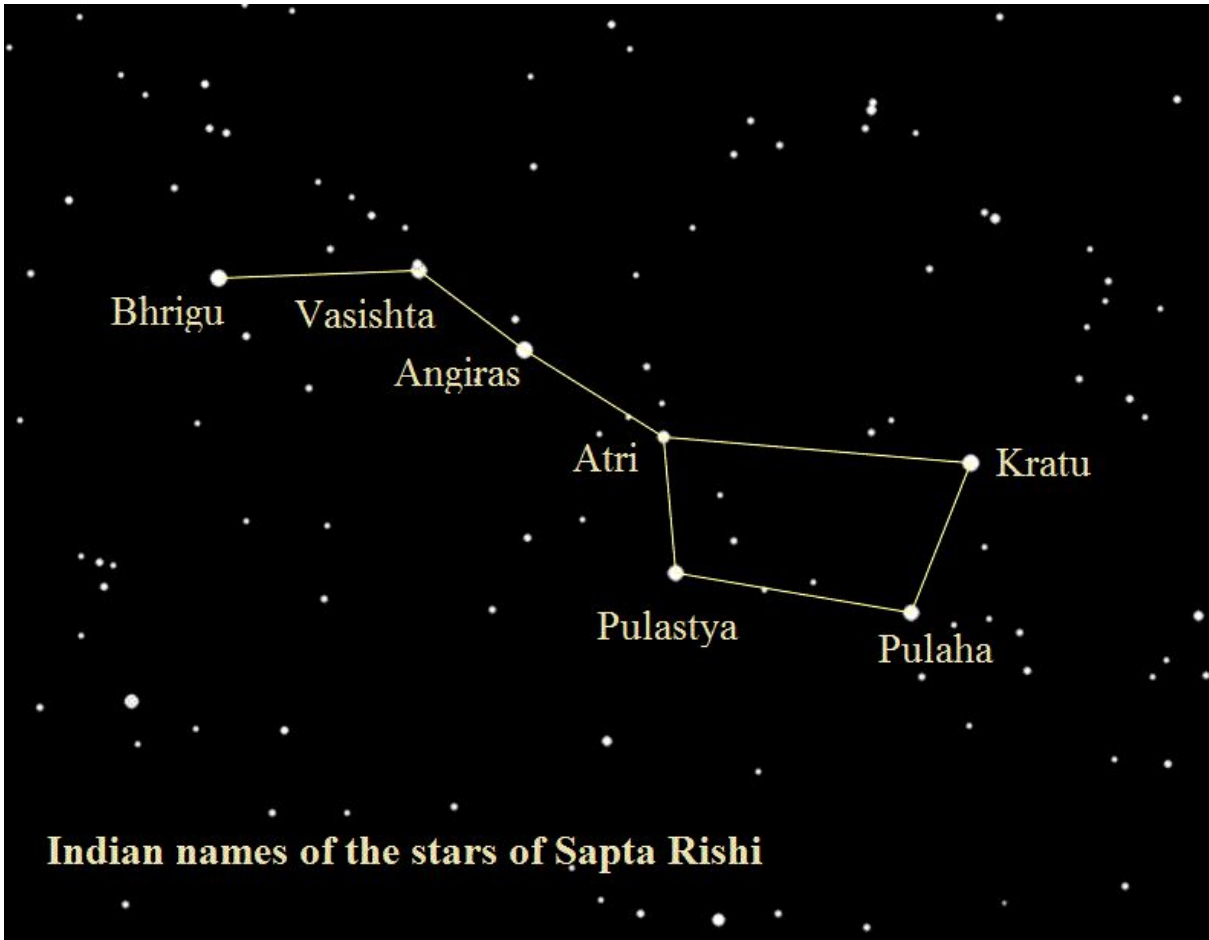 Bhrigu
Vasishta
Angiras
Atri
Kratu
Pulastya
Pulaha
Indian names of the stars of Sapta Rishi